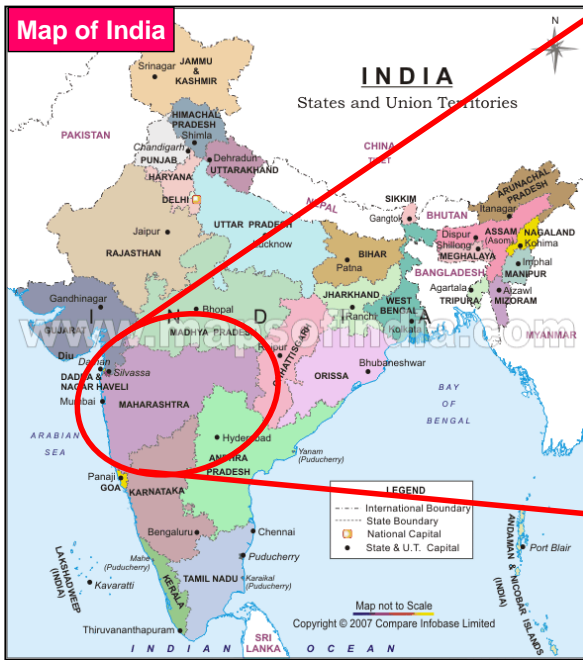 Map of India
N
INDIA
States and Union Territories
JAMMU
&
KASHMIR
Srinagar
HIMACHAL
PRADESH
Shimla
PAKISTAN
Chandigarh
PUNJAB
Dehradun
UTTARAKHAND
HARYANA
DELHI
CHINA
NEPAL
SIKKIM
Gangtok
BHUTAN
ARUNACHAL
PRADESH
Itanagar
UTTAR PRADESH
Jaipur
RAJASTHAN
BIHAR
Patna
Dispur
ASSAM
(Asom)
NAGALAND
Kohima
Shillong
MEGHALAYA
Imphal
MANIPUR
BANGLADESH
Agartala
TRIPURA
Aizawl
MIZORAM
Gandhinagar
GUJARAT
Bhopal
MADHYA PRADESH
JHARKHAND
Ranchi
WEST
BENGAL
Kolkata
I N D I A
www.mapsofindia.com
MYANMAR
Diu
Daman
DADRA &
NAGAR HAVELI
Silvassa
CHHATTISGARH
Bhubaneshwar
ORISSA
Mumbai
MAHARASHTRA
ARABIAN
SEA
BAY
OF
BENGAL
Hyderabad
ANDHRA
PRADESH
Yanam
(Puducherry)
Panaji
GOA
KARNATAKA
LEGEND
International Boundary
State Boundary
National Capital
State & U.T. Capital
Bengaluru
Chennai
Mahe
(Puducherry)
Puducherry
LAKSHADWEEP
(INDIA)
Kavaratti
KERALA
TAMIL NADU
Karaikal
(Puducherry)
ANDAMAN & NICOBAR ISLANDS
(INDIA)
Port Blair
Map not to Scale
Copyright © 2007 Compare Infobase Limited
Thiruvananthapuram
SRI
LANKA
INDIAN OCEAN